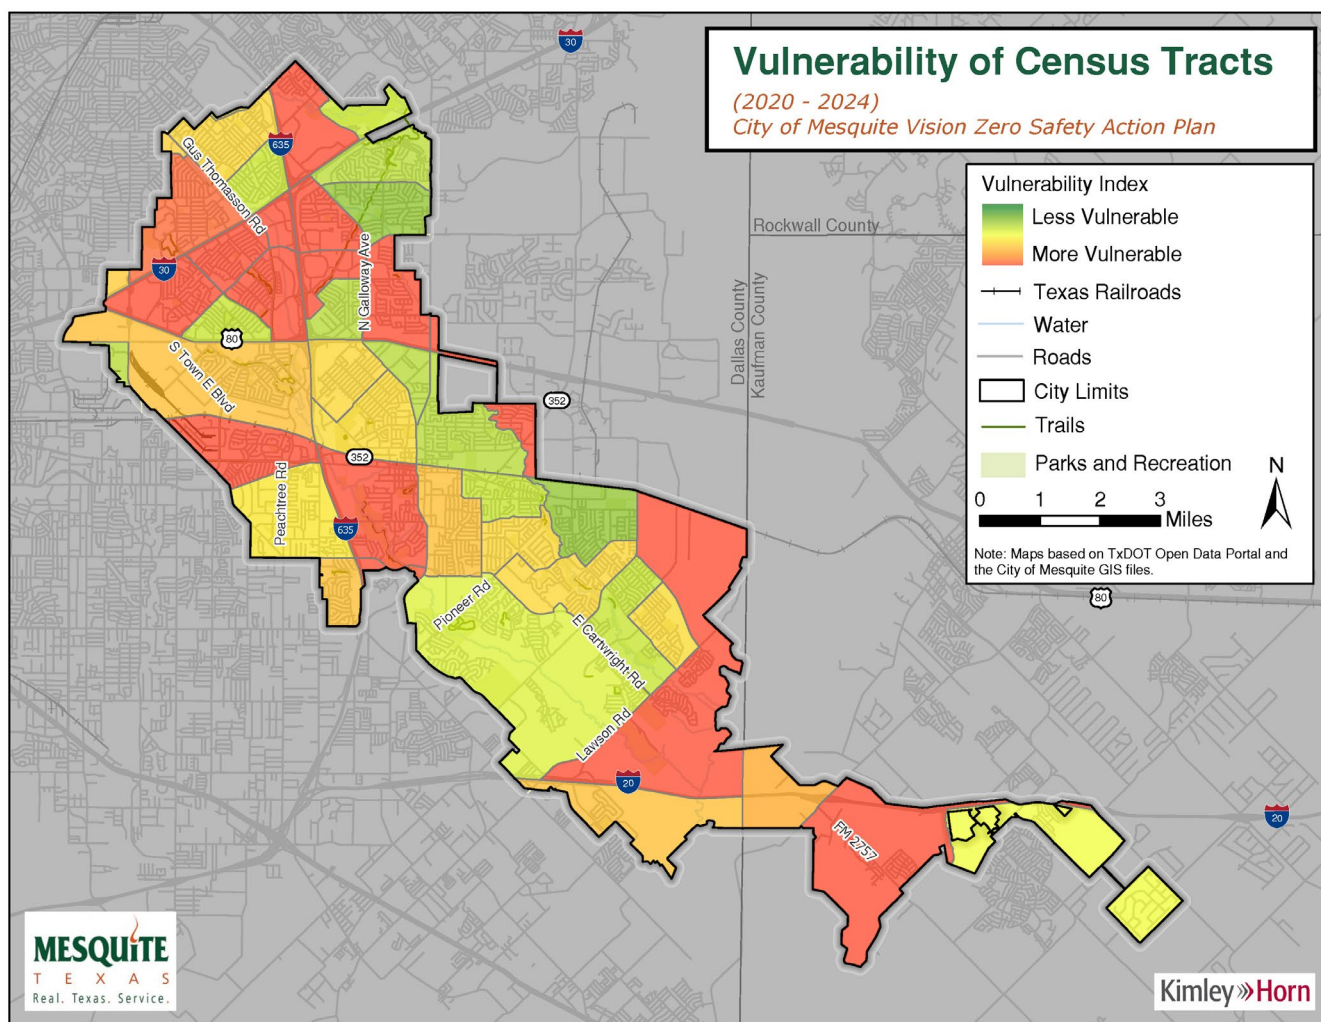 Vulnerability of Census Tracts
(2020 - 2024)
City of Mesquite Vision Zero Safety Action Plan
Vulnerability Index
Less Vulnerable
More Vulnerable
Texas Railroads
Water
Roads
City Limits
Trails
Parks and Recreation
N
0 1 2 3
Miles
Note: Maps based on TxDOT Open Data Portal and
the City of Mesquite GIS files.
30
635
Gus Thomasson Rd
30
N Galloway Ave
Rockwall County
Dallas County
Kaufman County
80
S Town E Blvd
352
352
Peachtree Rd
635
80
Pioneer Rd
E Cartwright Rd
Lawson Rd
20
FM 2757
20
MESQUITE
TEXAS
Real. Texas. Service.
Kimley»Horn